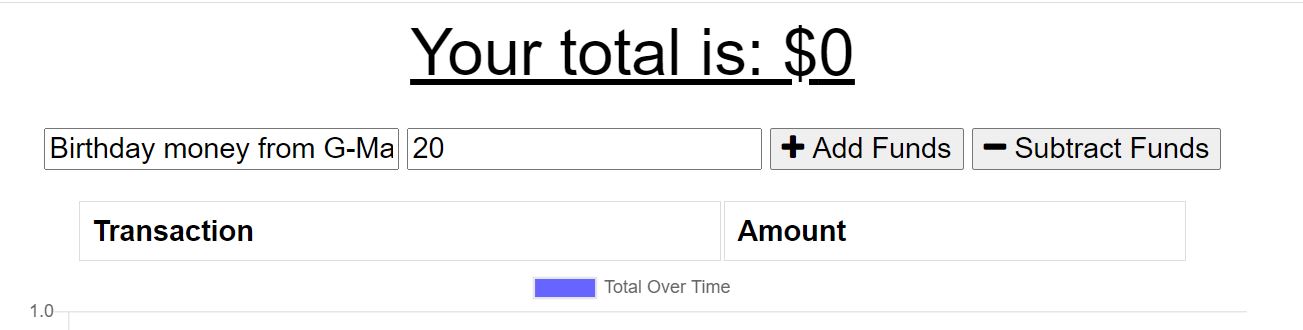 Your total is: $0
Birthday money from G-Ma 20 Add Funds Subtract Funds
Transaction Amount
Total Over Time
1.0